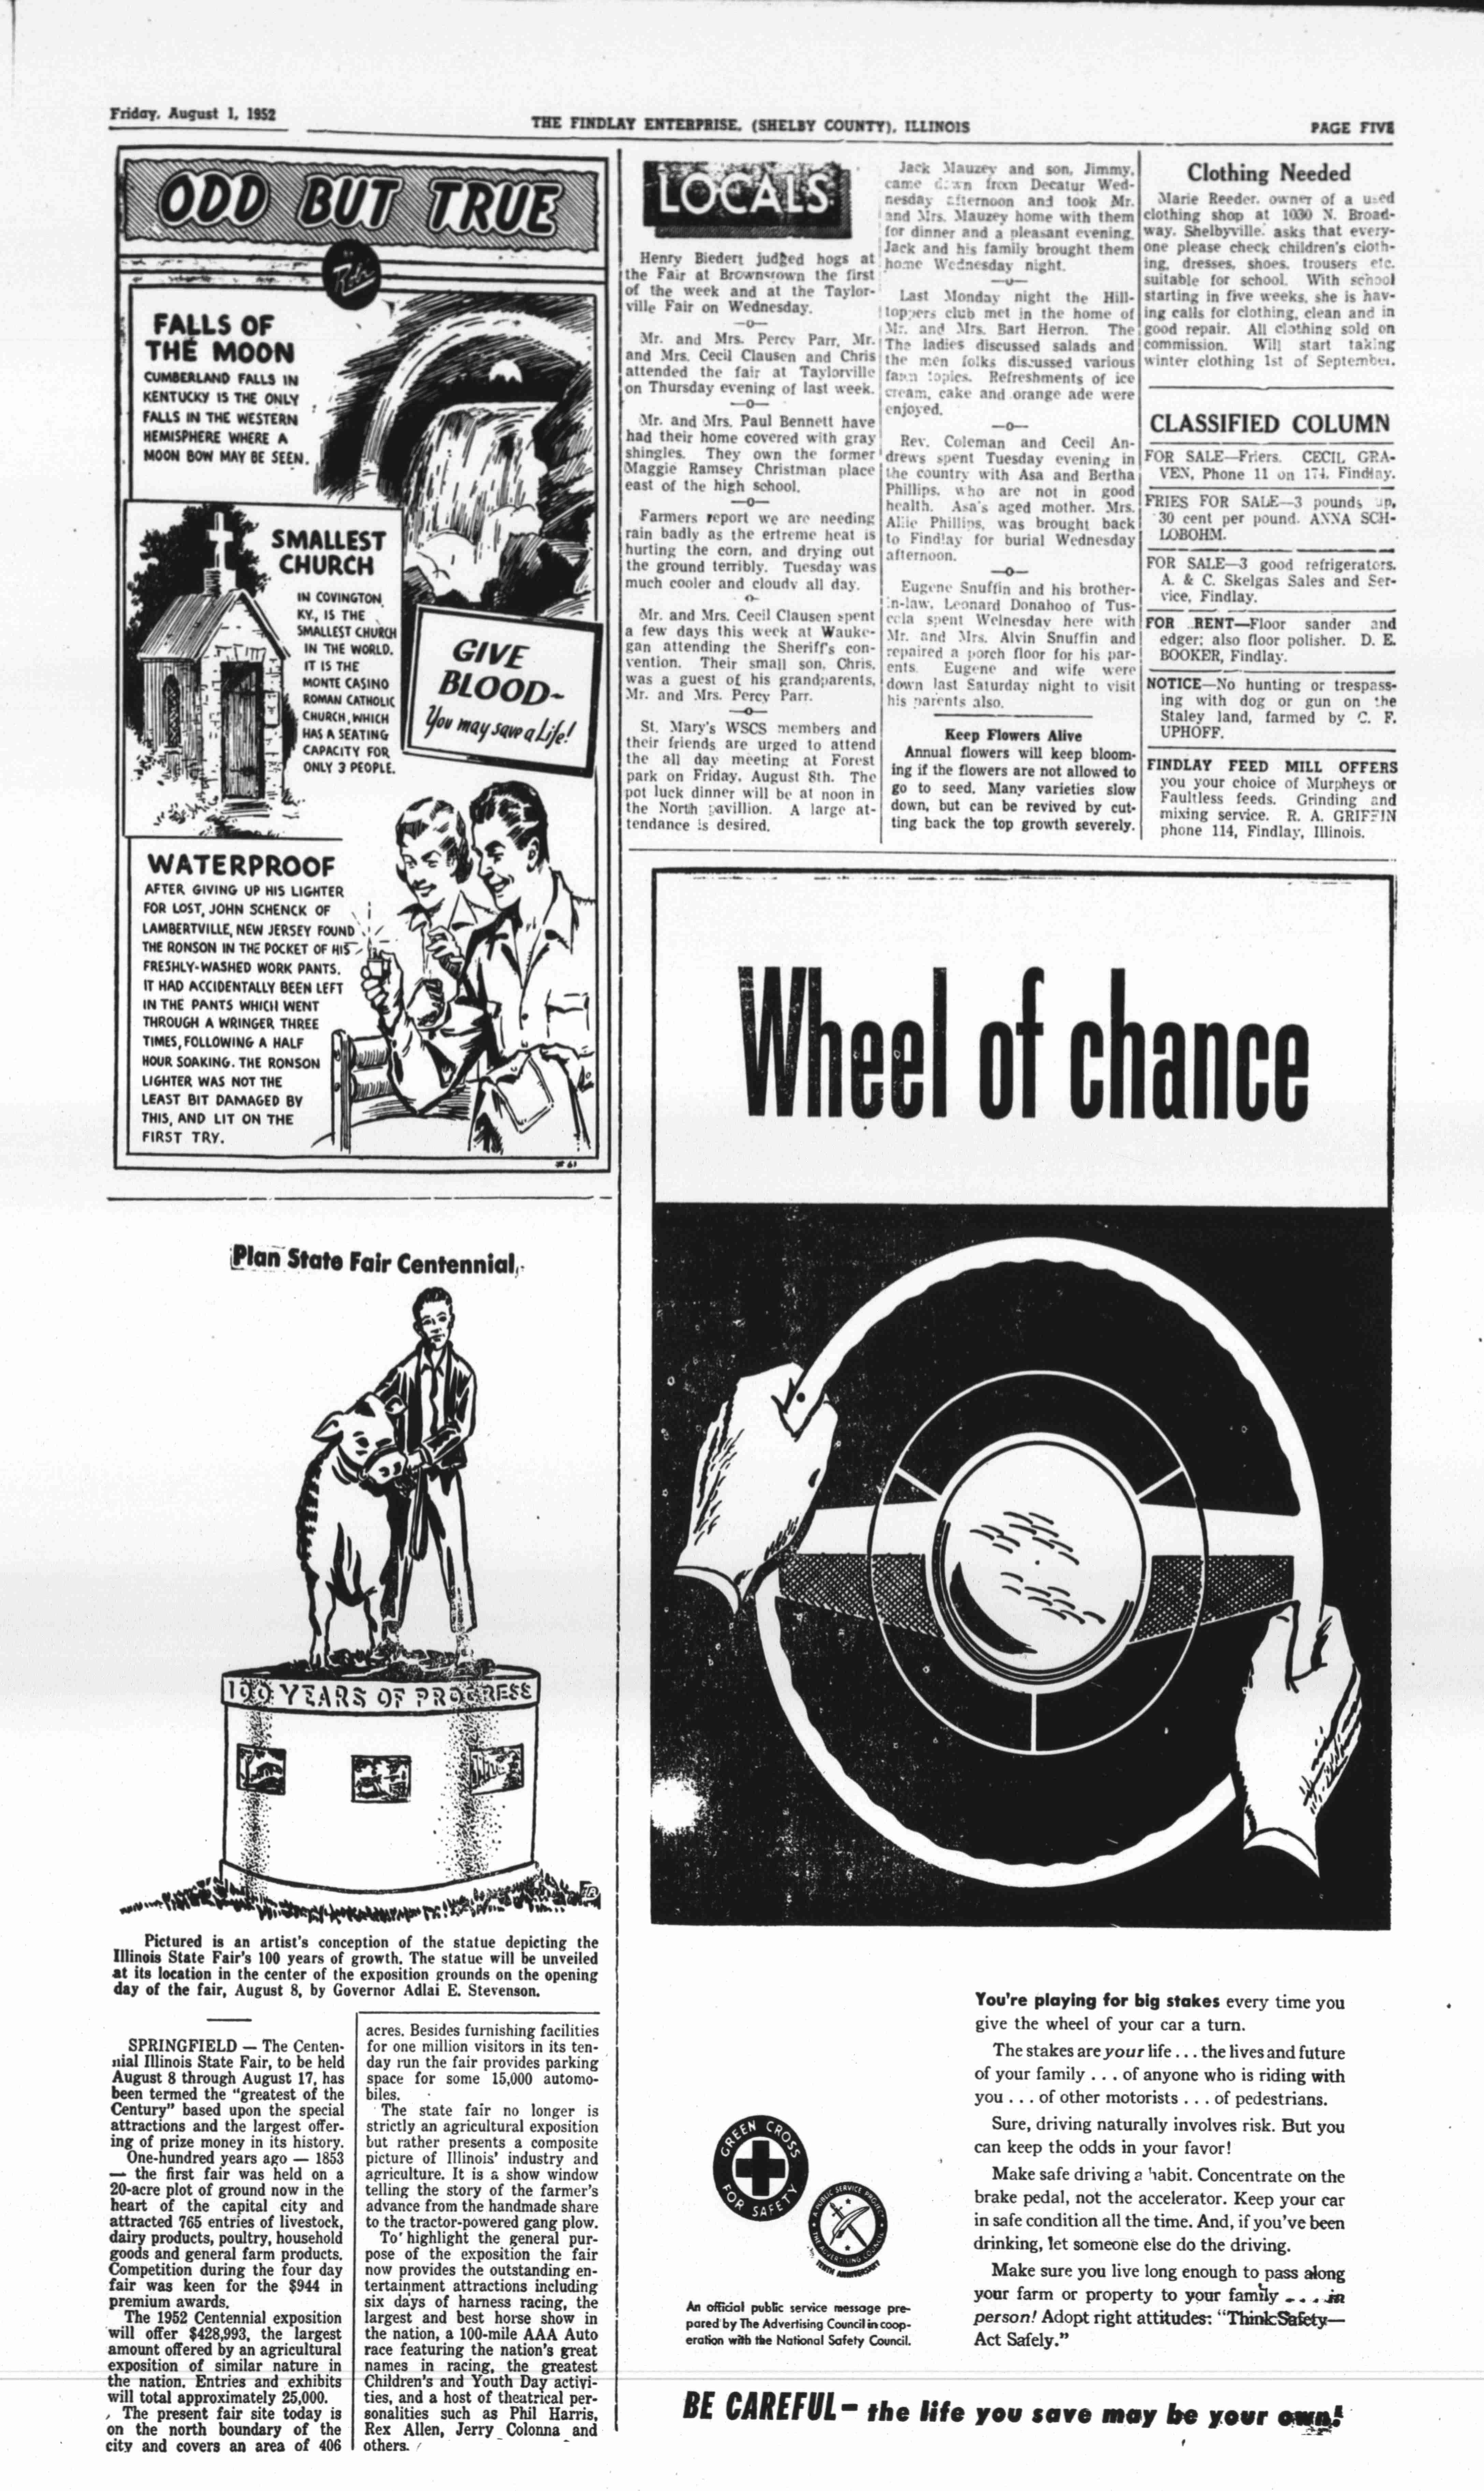 Friday, August 1, 1952
THE FINDLAY ENTERPRISE, (SHELBY COUNTY), ILLINOIS
PAGE FIVE
ODD BUT TRUE
FALLS OF
THE MOON
CUMBERLAND FALLS IN
KENTUCKY IS THE ONLY
FALLS IN THE WESTERN
HEMISPHERE WHERE A
MOON BOW MAY BE SEEN.
SMALLEST
CHURCH
IN COVINGTON,
KY., IS THE
SMALLEST CHURCH
IN THE WORLD.
IT IS THE
MONTE CASINO
ROMAN CATHOLIC
CHURCH, WHICH
HAS A SEATING
CAPACITY FOR
ONLY 3 PEOPLE.
GIVE
BLOOD-
You may save a Life!
WATERPROOF
AFTER GIVING UP HIS LIGHTER
FOR LOST, JOHN SCHENCK OF
LAMBERTVILLE, NEW JERSEY FOUND
THE RONSON IN THE POCKET OF HIS
FRESHLY-WASHED WORK PANTS.
IT HAD ACCIDENTALLY BEEN LEFT
IN THE PANTS WHICH WENT
THROUGH A WRINGER THREE
TIMES, FOLLOWING A HALF
HOUR SOAKING. THE RONSON
LIGHTER WAS NOT THE
LEAST BIT DAMAGED BY
THIS, AND LIT ON THE
FIRST TRY.
# 61
Plan State Fair Centennial
100 YEARS OF PROGRESS
Pictured is an artist's conception of the statue depicting the
Illinois State Fair's 100 years of growth. The statue will be unveiled
at its location in the center of the exposition grounds on the opening
day of the fair, August 8, by Governor Adlai E. Stevenson.
SPRINGFIELD — The Centen-
nial Illinois State Fair, to be held
August 8 through August 17, has
been termed the "greatest of the
Century" based upon the special
attractions and the largest offer-
ing of prize money in its history.
One-hundred years ago — 1853
— the first fair was held on a
20-acre plot of ground now in the
heart of the capital city and
attracted 765 entries of livestock,
dairy products, poultry, household
goods and general farm products.
Competition during the four day
fair was keen for the $944 in
premium awards.
The 1952 Centennial exposition
will offer $428,993, the largest
amount offered by an agricultural
exposition of similar nature in
the nation. Entries and exhibits
will total approximately 25,000.
The present fair site today is
on the north boundary of the
city and covers an area of 406
acres. Besides furnishing facilities
for one million visitors in its ten-
day run the fair provides parking
space for some 15,000 automo-
biles.
The state fair no longer is
strictly an agricultural exposition
but rather presents a composite
picture of Illinois' industry and
agriculture. It is a show window
telling the story of the farmer's
advance from the handmade share
to the tractor-powered gang plow.
To highlight the general pur-
pose of the exposition the fair
now provides the outstanding en-
tertainment attractions including
six days of harness racing, the
largest and best horse show in
the nation, a 100-mile AAA Auto
race featuring the nation's great
names in racing, the greatest
Children's and Youth Day activi-
ties, and a host of theatrical per-
sonalities such as Phil Harris,
Rex Allen, Jerry Colonna and
others.
LOCALS
Henry Biedert judged hogs at
the Fair at Brownstown the first
of the week and at the Taylor-
ville Fair on Wednesday.
—o—
Mr. and Mrs. Percy Parr, Mr.
and Mrs. Cecil Clausen and Chris
attended the fair at Taylorville
on Thursday evening of last week.
—o—
Mr. and Mrs. Paul Bennett have
had their home covered with gray
shingles. They own the former
Maggie Ramsey Christman place
east of the high school.
—o—
Farmers report we are needing
rain badly as the ertreme heat is
hurting the corn, and drying out
the ground terribly. Tuesday was
much cooler and cloudy all day.
—o—
Mr. and Mrs. Cecil Clausen spent
a few days this week at Wauke-
gan attending the Sheriff's con-
vention. Their small son, Chris,
was a guest of his grandparents,
Mr. and Mrs. Percy Parr.
—o—
St. Mary's WSCS members and
their friends are urged to attend
the all day meeting at Forest
park on Friday, August 8th. The
pot luck dinner will be at noon in
the North pavillion. A large at-
tendance is desired.
Jack Mauzey and son, Jimmy,
came down from Decatur Wed-
nesday afternoon and took Mr.
and Mrs. Mauzey home with them
for dinner and a pleasant evening.
Jack and his family brought them
home Wednesday night.
—o—
Last Monday night the Hill-
toppers club met in the home of
Mr. and Mrs. Bart Herron. The
The ladies discussed salads and
the men folks discussed various
farm topics. Refreshments of ice
cream, cake and orange ade were
enjoyed.
—o—
Rev. Coleman and Cecil An-
drews spent Tuesday evening in
the country with Asa and Bertha
Phillips, who are not in good
health. Asa's aged mother, Mrs.
Allie Phillips, was brought back
to Findlay for burial Wednesday
afternoon.
—o—
Eugene Snuffin and his brother-
in-law, Leonard Donahoo of Tus-
cola spent Welnesday here with
Mr. and Mrs. Alvin Snuffin and
repaired a porch floor for his par-
ents. Eugene and wife were
down last Saturday night to visit
his parents also.
Keep Flowers Alive
Annual flowers will keep bloom-
ing if the flowers are not allowed to
go to seed. Many varieties slow
down, but can be revived by cut-
ting back the top growth severely.
Clothing Needed
Marie Reeder, owner of a used
clothing shop at 1030 N. Broad-
way, Shelbyville, asks that every-
one please check children's cloth-
ing, dresses, shoes, trousers etc.
suitable for school. With school
starting in five weeks, she is hav-
ing calls for clothing, clean and in
good repair. All clothing sold on
commission. Will start taking
winter clothing 1st of September.
CLASSIFIED COLUMN
FOR SALE—Friers. CECIL GRA-
VEN, Phone 11 on 174, Findlay.
FRIES FOR SALE—3 pounds up,
30 cent per pound. ANNA SCH-
LOBOHM.
FOR SALE—3 good refrigerators.
A. & C. Skelgas Sales and Ser-
vice, Findlay.
FOR RENT—Floor sander and
edger; also floor polisher. D. E.
BOOKER, Findlay.
NOTICE—No hunting or trespass-
ing with dog or gun on the
Staley land, farmed by C. F.
UPHOFF.
FINDLAY FEED MILL OFFERS
you your choice of Murpheys or
Faultless feeds. Grinding and
mixing service. R. A. GRIFFIN
phone 114, Findlay, Illinois.
Wheel of chance
You're playing for big stakes every time you
give the wheel of your car a turn.
The stakes are your life . . . the lives and future
of your family . . . of anyone who is riding with
you . . . of other motorists . . . of pedestrians.
Sure, driving naturally involves risk. But you
can keep the odds in your favor!
Make safe driving a habit. Concentrate on the
brake pedal, not the accelerator. Keep your car
in safe condition all the time. And, if you've been
drinking, let someone else do the driving.
Make sure you live long enough to pass along
your farm or property to your family . . . in
person! Adopt right attitudes: "Think Safety—
Act Safely."
GREEN CROSS
FOR SAFETY
A PUBLIC SERVICE PROJECT
THE ADVERTISING COUNCIL
TENTH ANNIVERSARY
An official public service message pre-
pared by The Advertising Council in coop-
eration with the National Safety Council.
BE CAREFUL – the life you save may be your own!